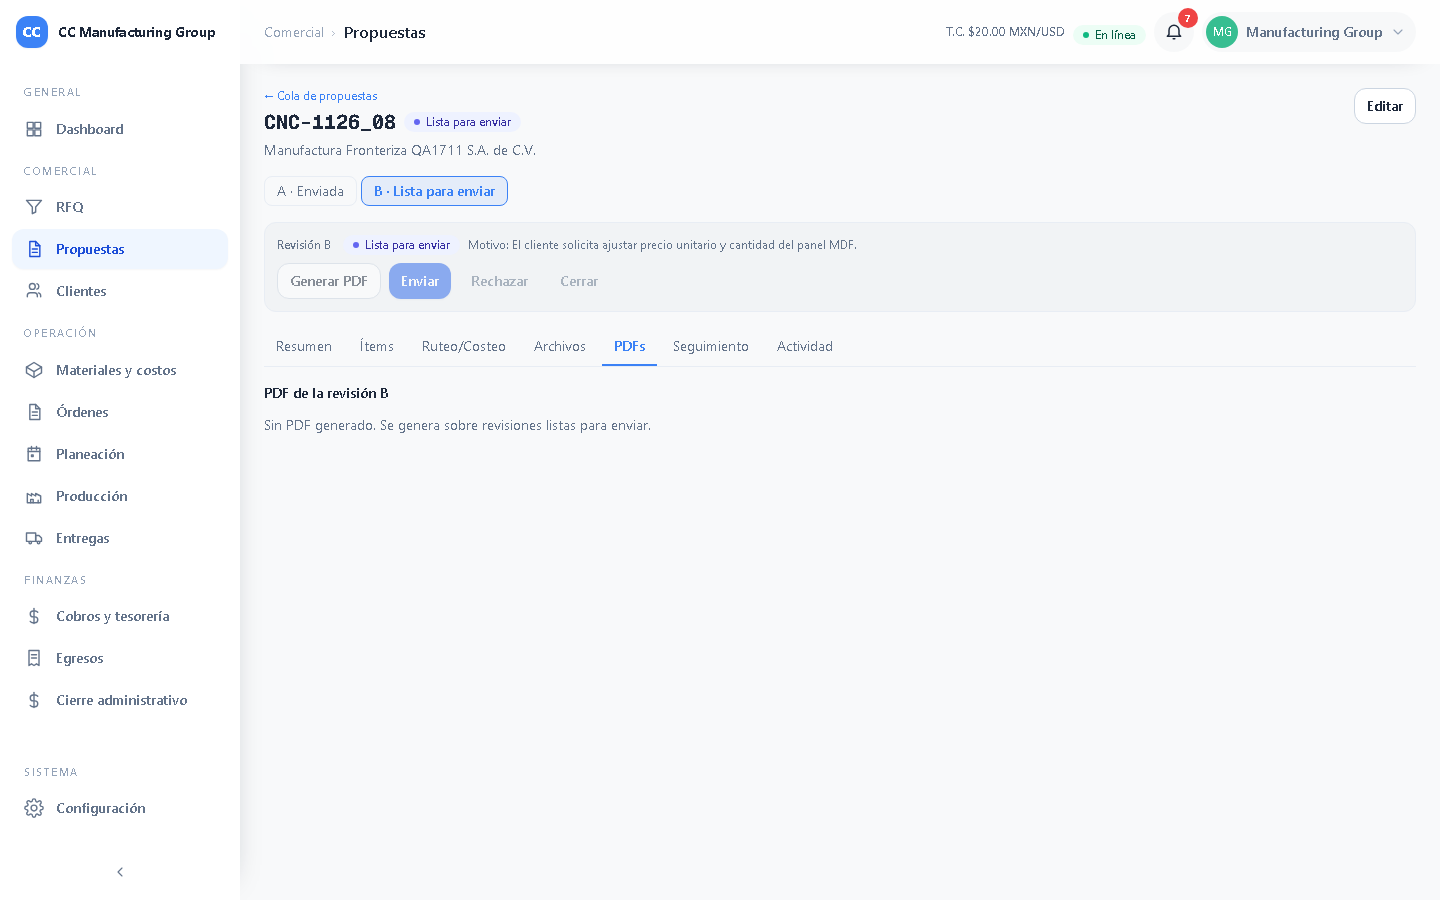 CC CC Manufacturing Group
Comercial › Propuestas
T.C. $20.00 MXN/USD
En línea
7
MG Manufacturing Group
GENERAL
Dashboard
COMERCIAL
RFQ
Propuestas
Clientes
OPERACIÓN
Materiales y costos
Órdenes
Planeación
Producción
Entregas
FINANZAS
Cobros y tesorería
Egresos
Cierre administrativo
SISTEMA
Configuración
← Cola de propuestas
Editar
CNC-1126_08 Lista para enviar
Manufactura Fronteriza QA1711 S.A. de C.V.
A · Enviada B · Lista para enviar
Revisión B Lista para enviar Motivo: El cliente solicita ajustar precio unitario y cantidad del panel MDF.
Generar PDF Enviar Rechazar Cerrar
Resumen Ítems Ruteo/Costeo Archivos PDFs Seguimiento Actividad
PDF de la revisión B
Sin PDF generado. Se genera sobre revisiones listas para enviar.